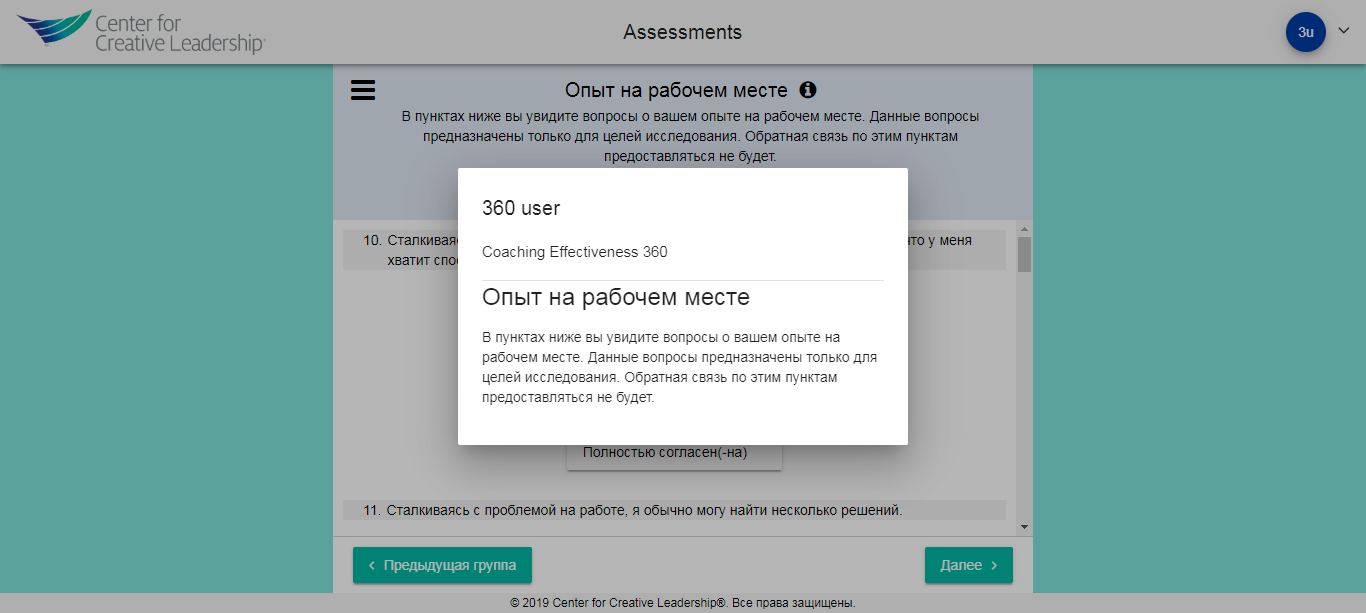 Center for
Creative Leadership®
Assessments
3u
Опыт на рабочем месте
В пунктах ниже вы увидите вопросы о вашем опыте на рабочем месте. Данные вопросы
предназначены только для целей исследования. Обратная связь по этим пунктам
предоставляться не будет.
10. Сталкиваяс что у меня
хватит спос
360 user
Coaching Effectiveness 360
Опыт на рабочем месте
В пунктах ниже вы увидите вопросы о вашем опыте на
рабочем месте. Данные вопросы предназначены только для
целей исследования. Обратная связь по этим пунктам
предоставляться не будет.
Полностью согласен(-на)
11. Сталкиваясь с проблемой на работе, я обычно могу найти несколько решений.
Предыдущая группа
Далее
© 2019 Center for Creative Leadership®. Все права защищены.